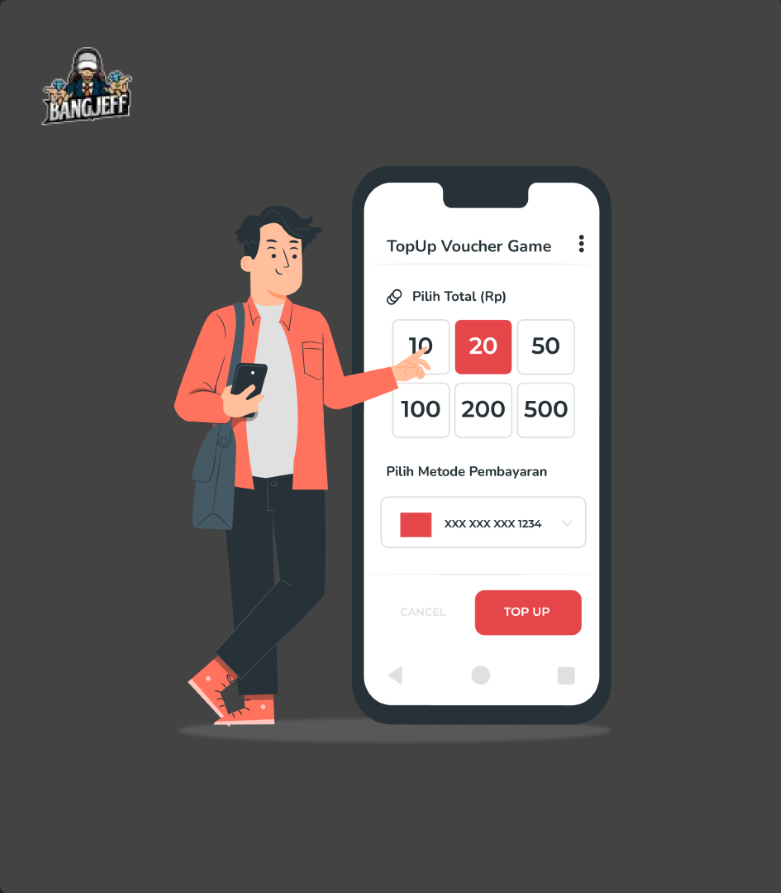 BANGJEFF
TopUp Voucher Game
Pilih Total (Rp)
10 20 50
100 200 500
Pilih Metode Pembayaran
XXX XXX XXX 1234
CANCEL TOP UP